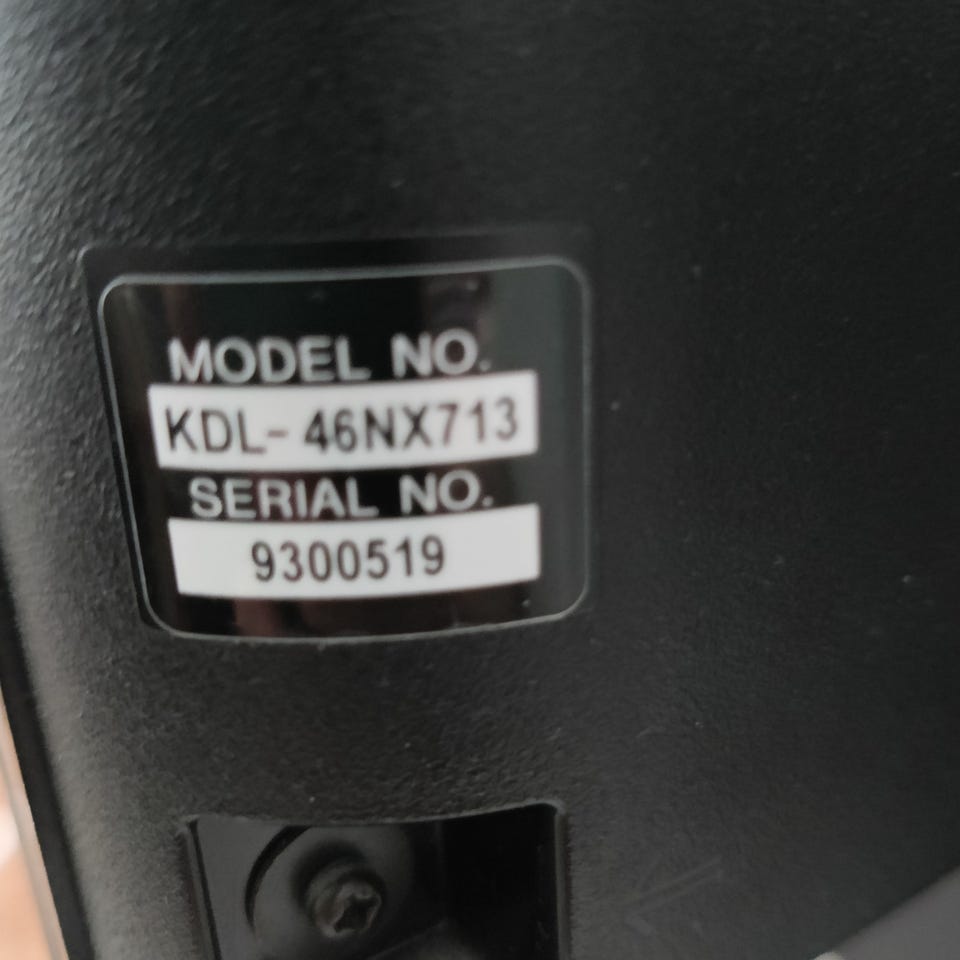 MODEL NO.
KDL- 46NX713
SERIAL NO.
9300519